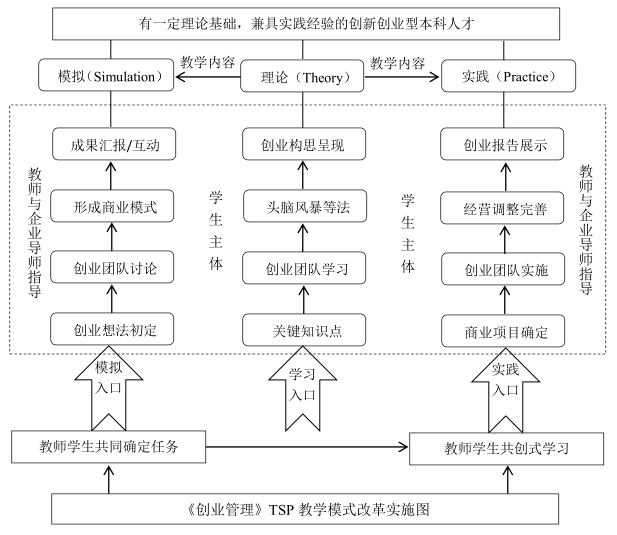 有一定理论基础，兼具实践经验的创新创业型本科人才
模拟（Simulation）
教学内容
理论（Theory）
教学内容
实践（Practice）
成果汇报/互动
创业构思呈现
创业报告展示
教师与企业导师指导
形成商业模式
学生主体
头脑风暴等法
学生主体
经营调整完善
教师与企业导师指导
创业团队讨论
创业团队学习
创业团队实施
创业想法初定
关键知识点
商业项目确定
模拟
入口
学习
入口
实践
入口
教师学生共同确定任务
教师学生共创式学习
《创业管理》TSP 教学模式改革实施图